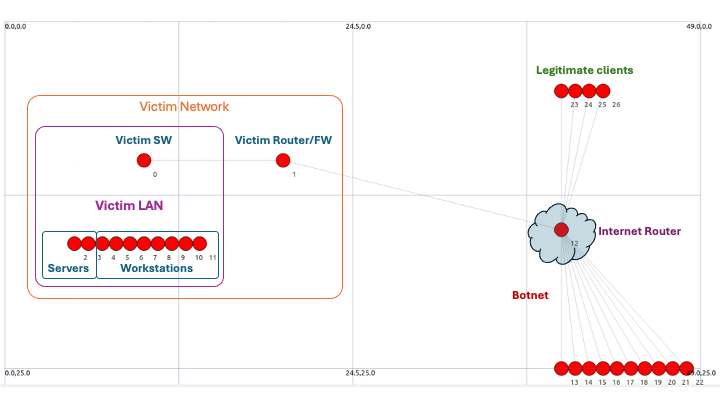 0.0,0.0
24.5,0.0
49.0,0.0
Legitimate clients
23 24 25 26
Victim Network
Victim SW
Victim Router/FW
0
1
Victim LAN
Internet Router
12
2 3 4 5 6 7 8 9 10 11
Servers
Workstations
Botnet
0.0,25.0
24.5,25.0
49.0,25.0
13 14 15 16 17 18 19 20 21 22